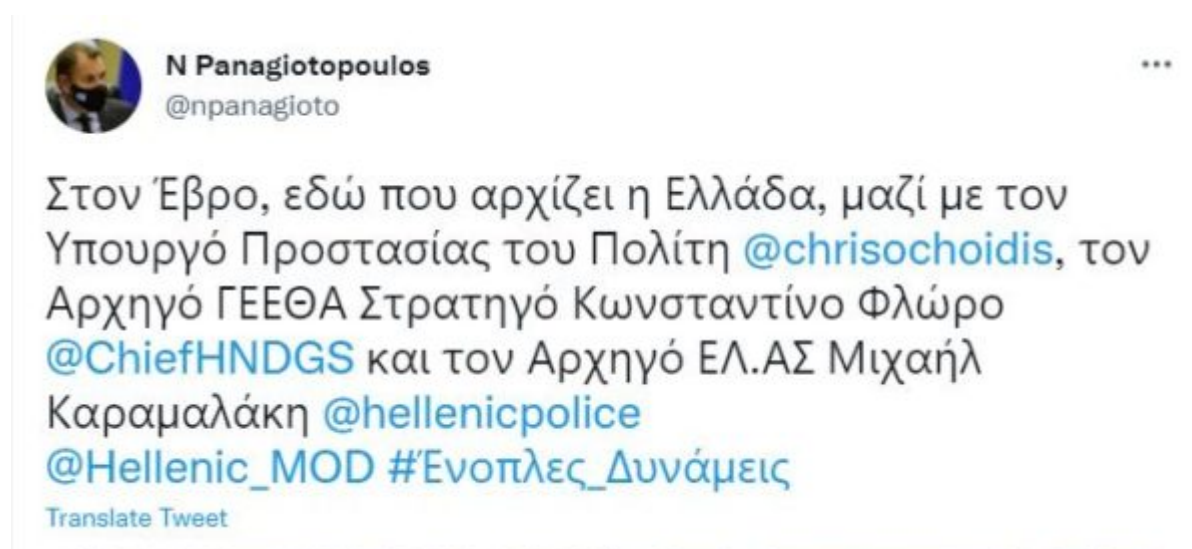 N Panagiotopoulos
@npanagioto
Στον Έβρο, εδώ που αρχίζει η Ελλάδα, μαζί με τον
Υπουργό Προστασίας του Πολίτη @chrisochoidis, τον
Αρχηγό ΓΕΕΘΑ Στρατηγό Κωνσταντίνο Φλώρο
@ChiefHNDGS και τον Αρχηγό ΕΛ.ΑΣ Μιχαήλ
Καραμαλάκη @hellenicpolice
@Hellenic_MOD #Ένοπλες_Δυνάμεις
Translate Tweet